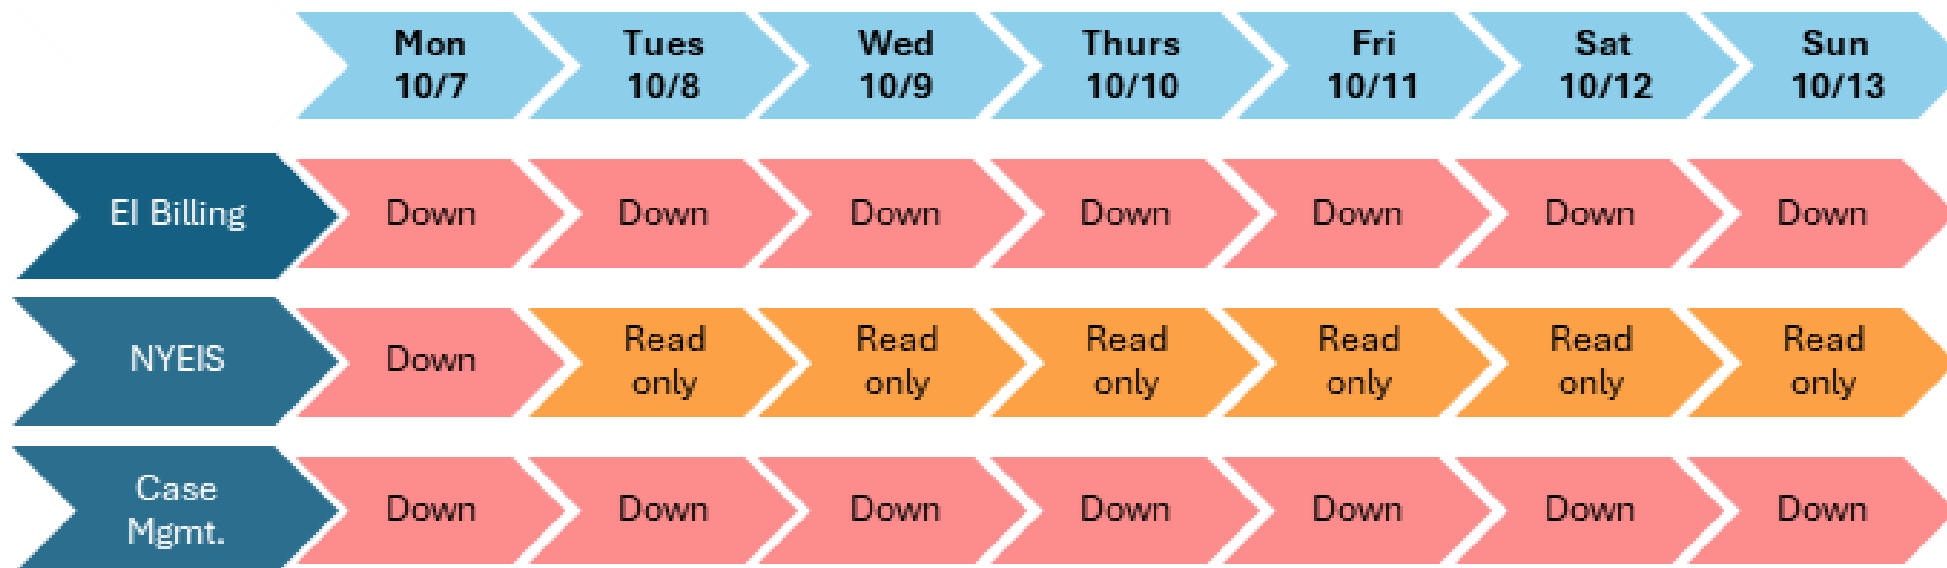 Mon Tues Wed Thurs Fri Sat Sun
10/7 10/8 10/9 10/10 10/11 10/12 10/13
EI Billing Down Down Down Down Down Down Down
NYEIS Down Read only Read only Read only Read only Read only Read only
Case Mgmt. Down Down Down Down Down Down Down